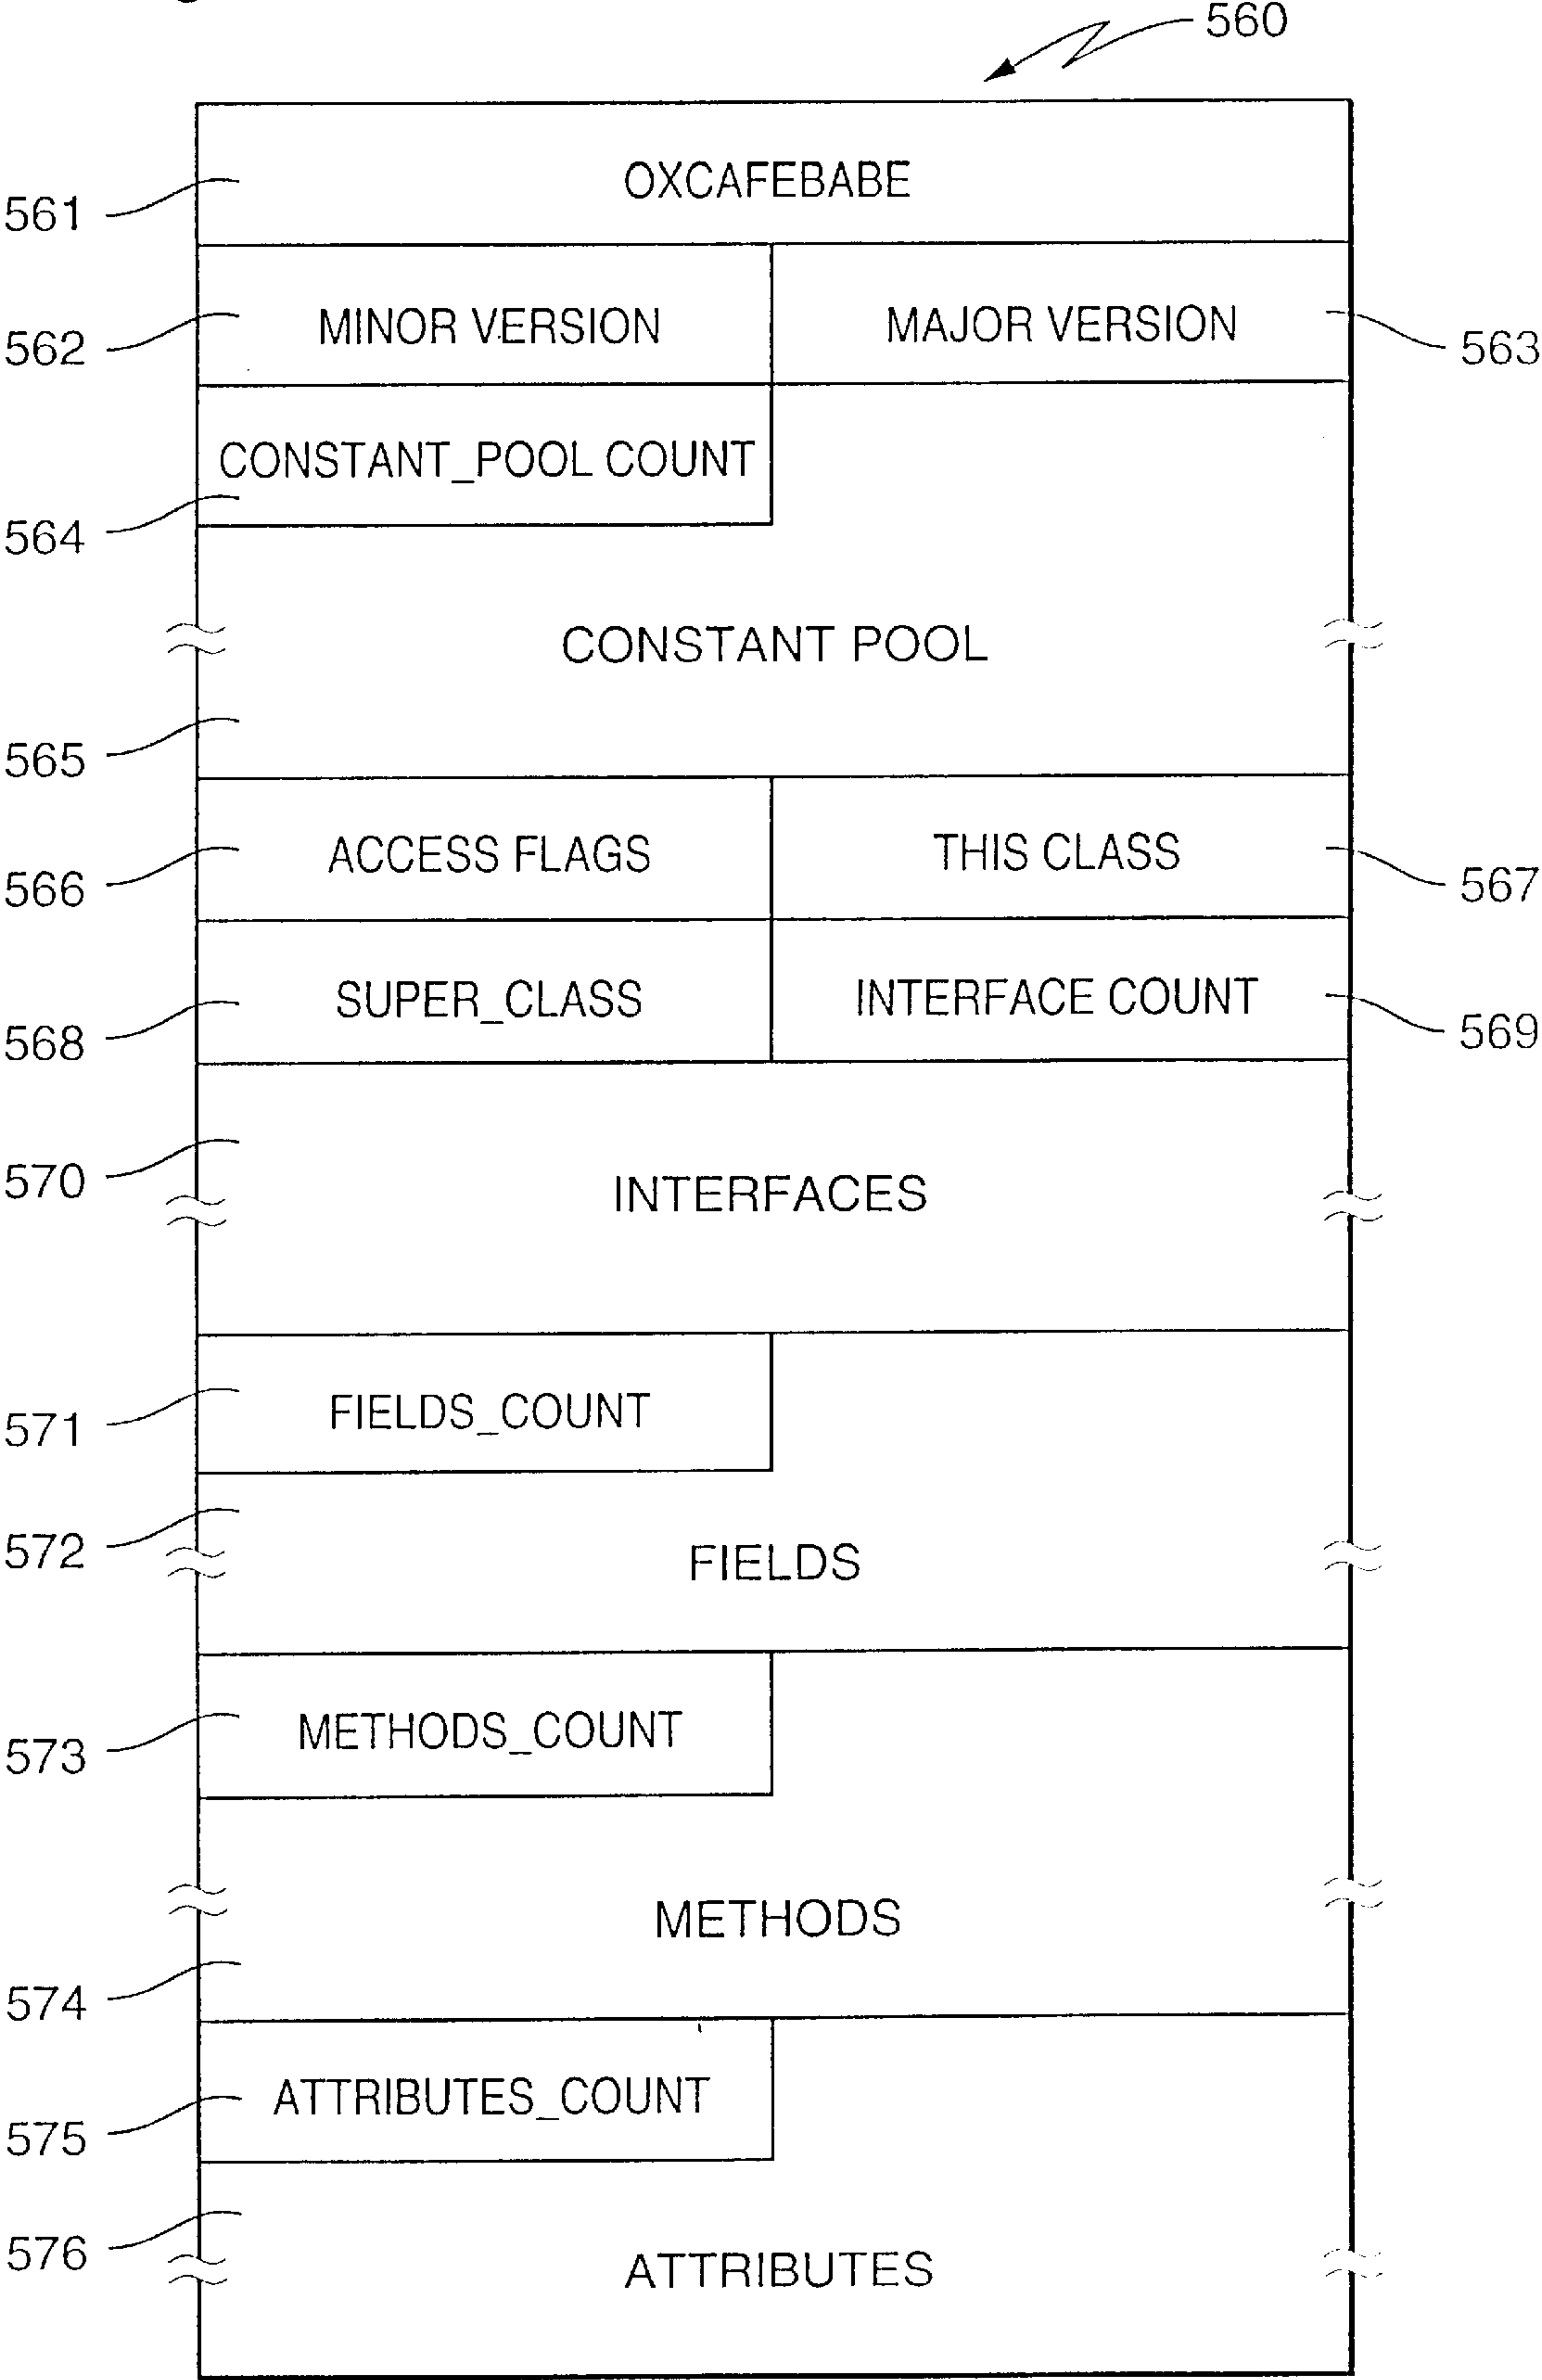 560
OXCAFEBABE
561
MINOR VERSION MAJOR VERSION
562 563
CONSTANT_POOL COUNT
564
CONSTANT POOL
565
ACCESS FLAGS THIS CLASS
566 567
SUPER_CLASS INTERFACE COUNT
568 569
570
INTERFACES
FIELDS_COUNT
571
572
FIELDS
METHODS_COUNT
573
METHODS
574
ATTRIBUTES_COUNT
575
576
ATTRIBUTES